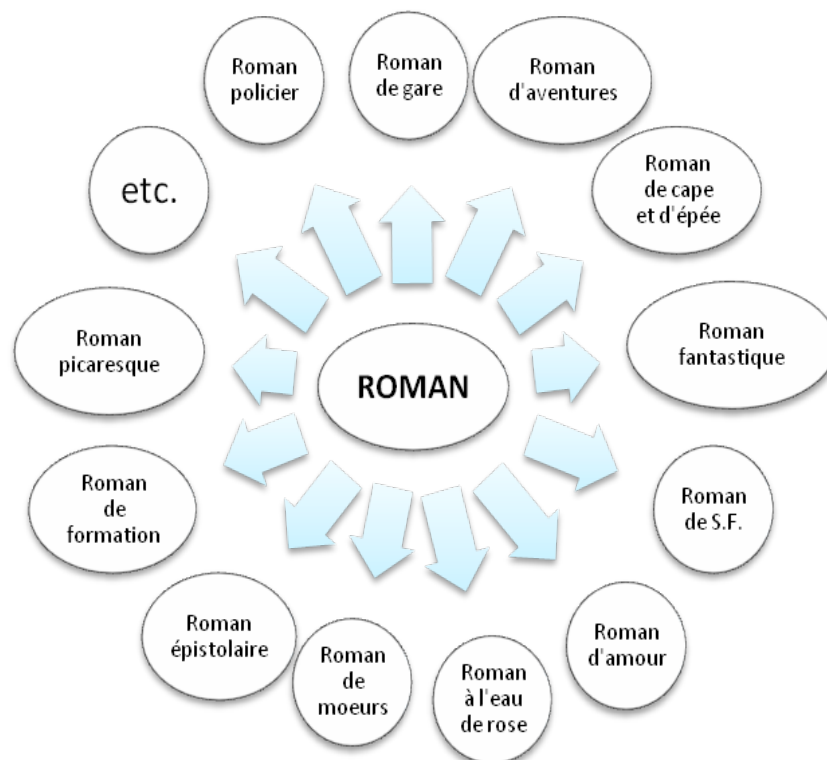 Roman
policier
Roman
de gare
Roman
d'aventures
etc.
Roman
de cape
et d'épée
Roman
picaresque
ROMAN
Roman
fantastique
Roman
de
formation
Roman
de S.F.
Roman
épistolaire
Roman
de
moeurs
Roman
à l'eau
de rose
Roman
d'amour